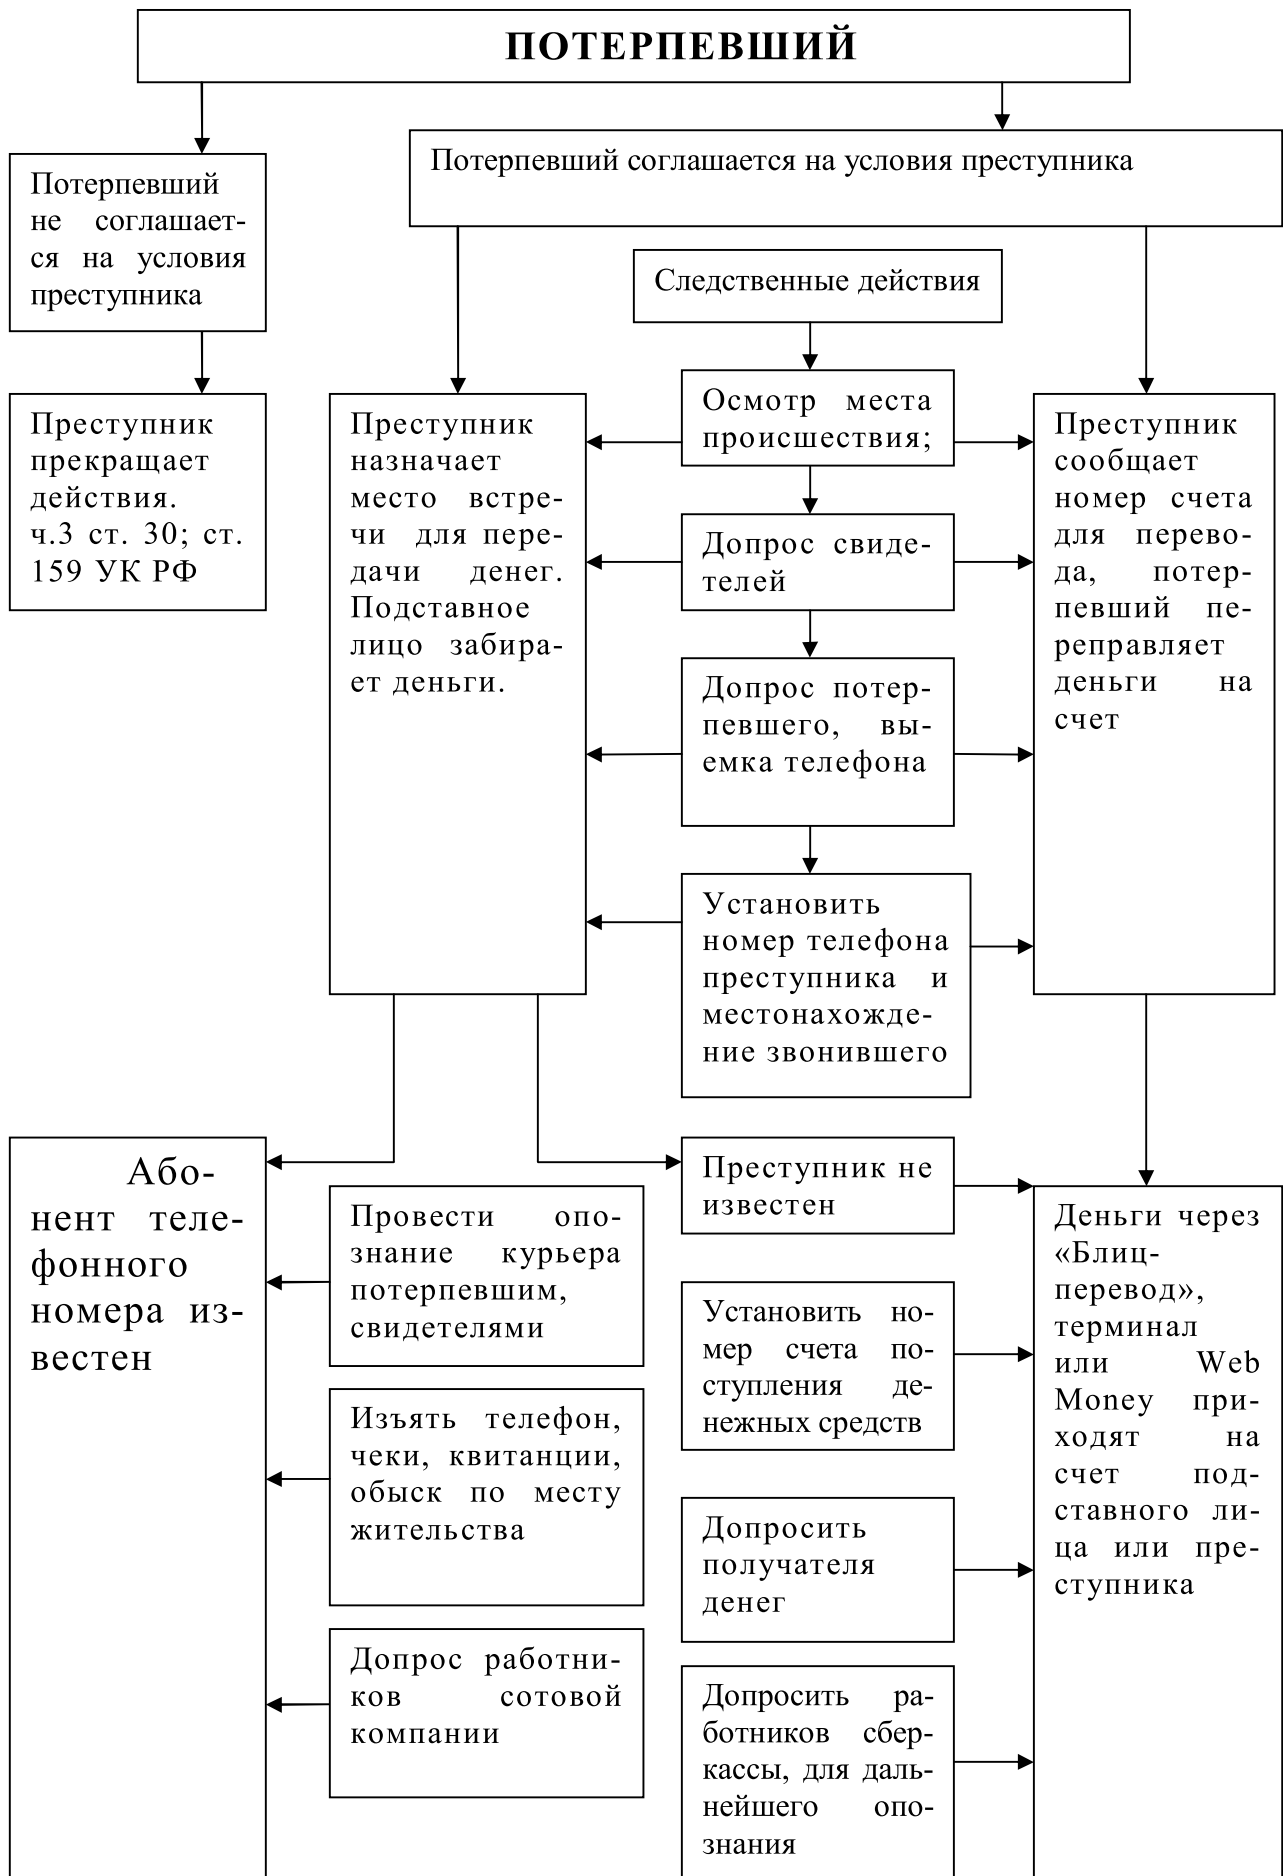 ПОТЕРПЕВШИЙ
Потерпевший
не соглашает-
ся на условия
преступника
Потерпевший соглашается на условия преступника
Следственные действия
Преступник
прекращает
действия.
ч.3 ст. 30; ст.
159 УК РФ
Преступник
назначает
место встре-
чи для пере-
дачи денег.
Подставное
лицо забира-
ет деньги.
Осмотр места
происшествия;
Допрос свиде-
телей
Допрос потер-
певшего, вы-
емка телефона
Установить
номер телефона
преступника и
местонахожде-
ние звонившего
Преступник
сообщает
номер счета
для перево-
да, потер-
певший пе-
реправляет
деньги на
счет
Або-
нент теле-
фонного
номера из-
вестен
Провести опо-
знание курьера
потерпевшим,
свидетелями
Изъять телефон,
чеки, квитанции,
обыск по месту
жительства
Допрос работни-
ков сотовой
компании
Преступник не
известен
Установить но-
мер счета по-
ступления де-
нежных средств
Допросить
получателя
денег
Допросить ра-
ботников сбер-
кассы, для даль-
нейшего опо-
знания
Деньги через
«Блиц-
перевод»,
терминал
или Web
Money при-
ходят на
счет под-
ставного ли-
ца или пре-
ступника